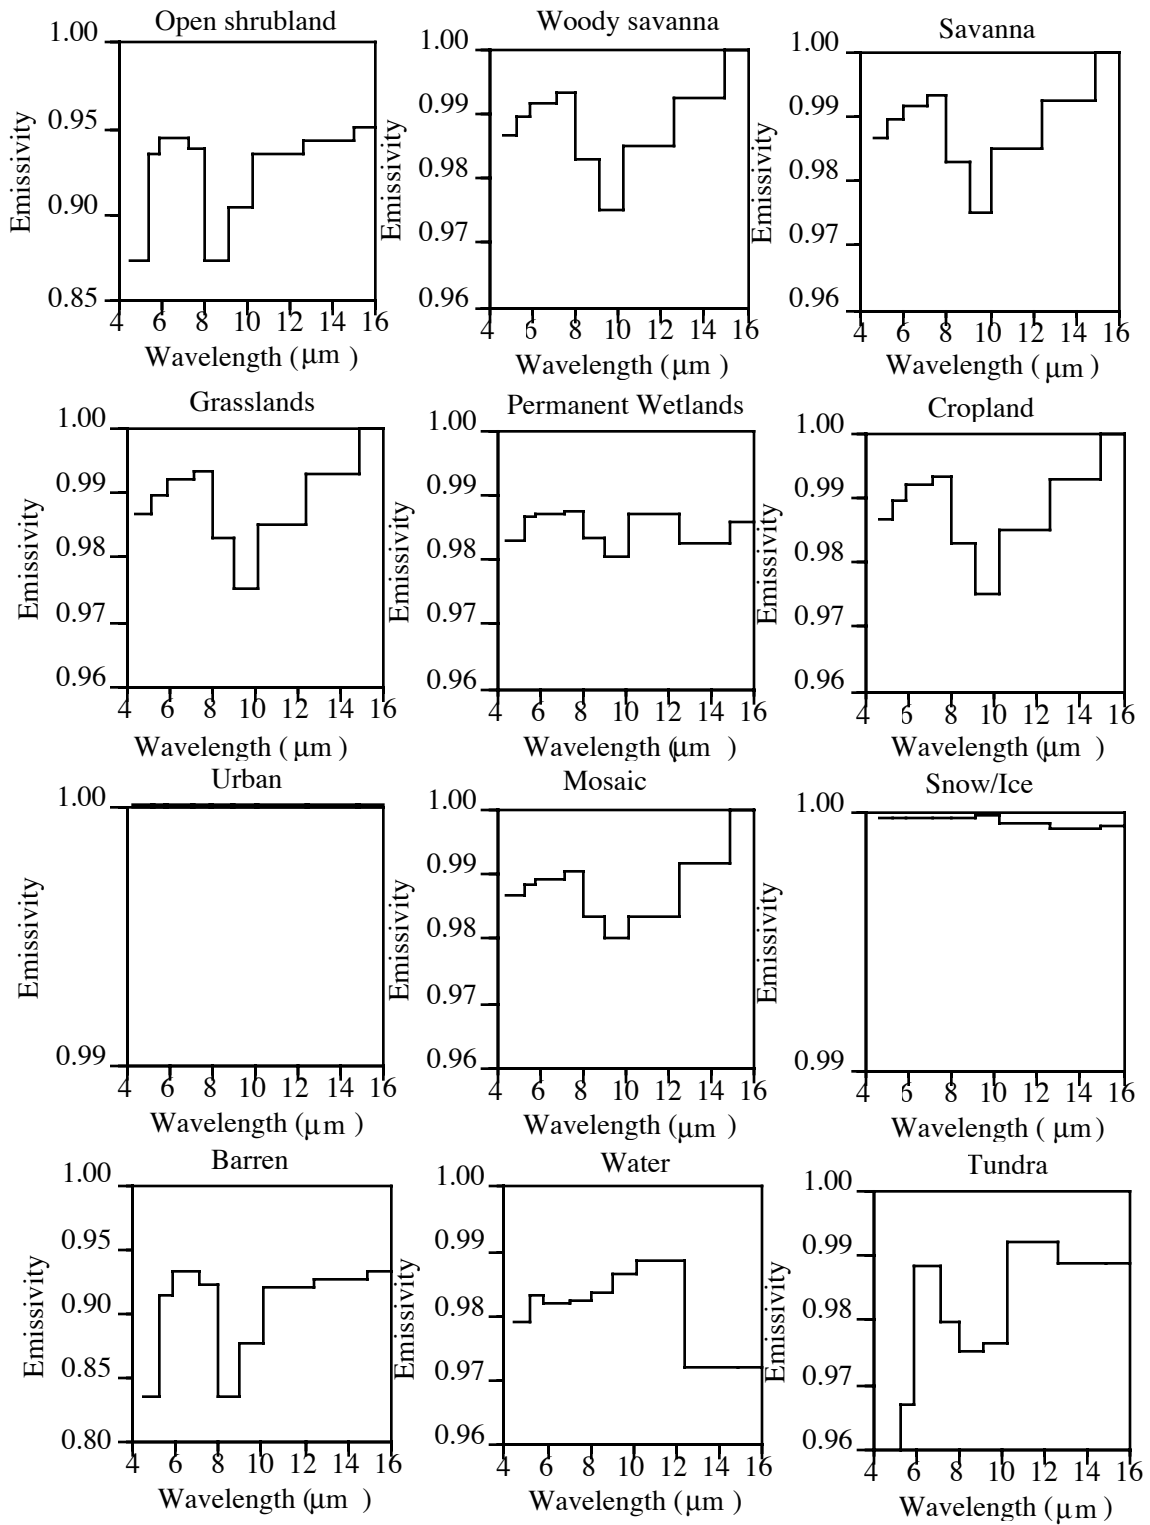 Open shrubland
1.00
0.95
0.90
0.85
Emissivity
4 6 8 10 12 14 16
Wavelength (μm )
Woody savanna
1.00
0.99
0.98
0.97
0.96
Emissivity
4 6 8 10 12 14 16
Wavelength (μm )
Savanna
1.00
0.99
0.98
0.97
0.96
Emissivity
4 6 8 10 12 14 16
Wavelength ( μm )
Grasslands
1.00
0.99
0.98
0.97
0.96
Emissivity
4 6 8 10 12 14 16
Wavelength ( μm )
Permanent Wetlands
1.00
0.99
0.98
0.97
0.96
Emissivity
4 6 8 10 12 14 16
Wavelength (μm )
Cropland
1.00
0.99
0.98
0.97
0.96
Emissivity
4 6 8 10 12 14 16
Wavelength (μm )
Urban
1.00
0.99
Emissivity
4 6 8 10 12 14 16
Wavelength (μm )
Mosaic
1.00
0.99
0.98
0.97
0.96
Emissivity
4 6 8 10 12 14 16
Wavelength (μm )
Snow/Ice
1.00
0.99
Emissivity
4 6 8 10 12 14 16
Wavelength ( μm)
Barren
1.00
0.95
0.90
0.85
0.80
Emissivity
4 6 8 10 12 14 16
Wavelength (μm )
Water
1.00
0.99
0.98
0.97
0.96
Emissivity
4 6 8 10 12 14 16
Wavelength (μm )
Tundra
1.00
0.99
0.98
0.97
0.96
Emissivity
4 6 8 10 12 14 16
Wavelength (μm )